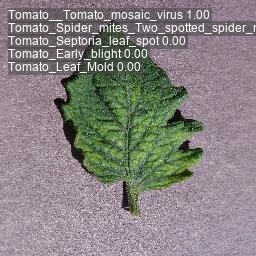 Tomato__Tomato_mosaic_virus 1.00
Tomato_Spider_mites_Two_spotted_spider_
Tomato_Septoria_leaf_spot 0.00
Tomato_Early_blight 0.00
Tomato_Leaf_Mold 0.00